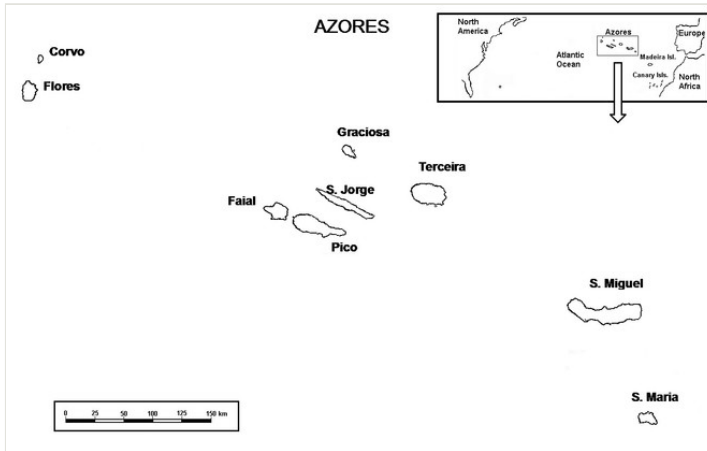 AZORES
North
America
Azores
Europe
Atlantic
Ocean
Madeira Isl.
Canary Isls.
North
Africa
Corvo
Flores
Graciosa
Terceira
S. Jorge
Faial
Pico
S. Miguel
S. Maria
0 25 50 100 125 150 km